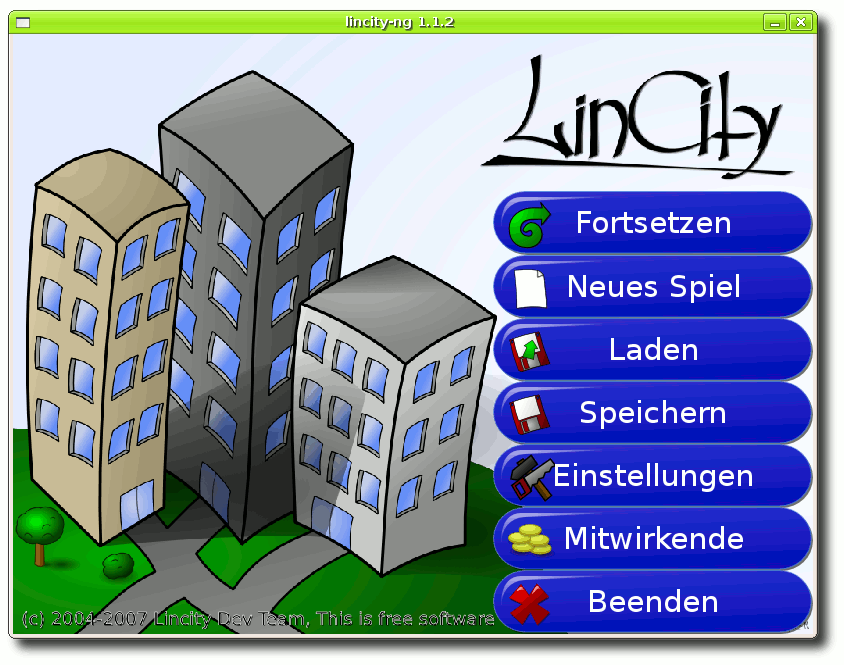 lincity-ng 1.1.2
LinCity
Fortsetzen
Neues Spiel
Laden
Speichern
Einstellungen
Mitwirkende
Beenden
(c) 2004-2007 Lincity Dev Team, This is free software